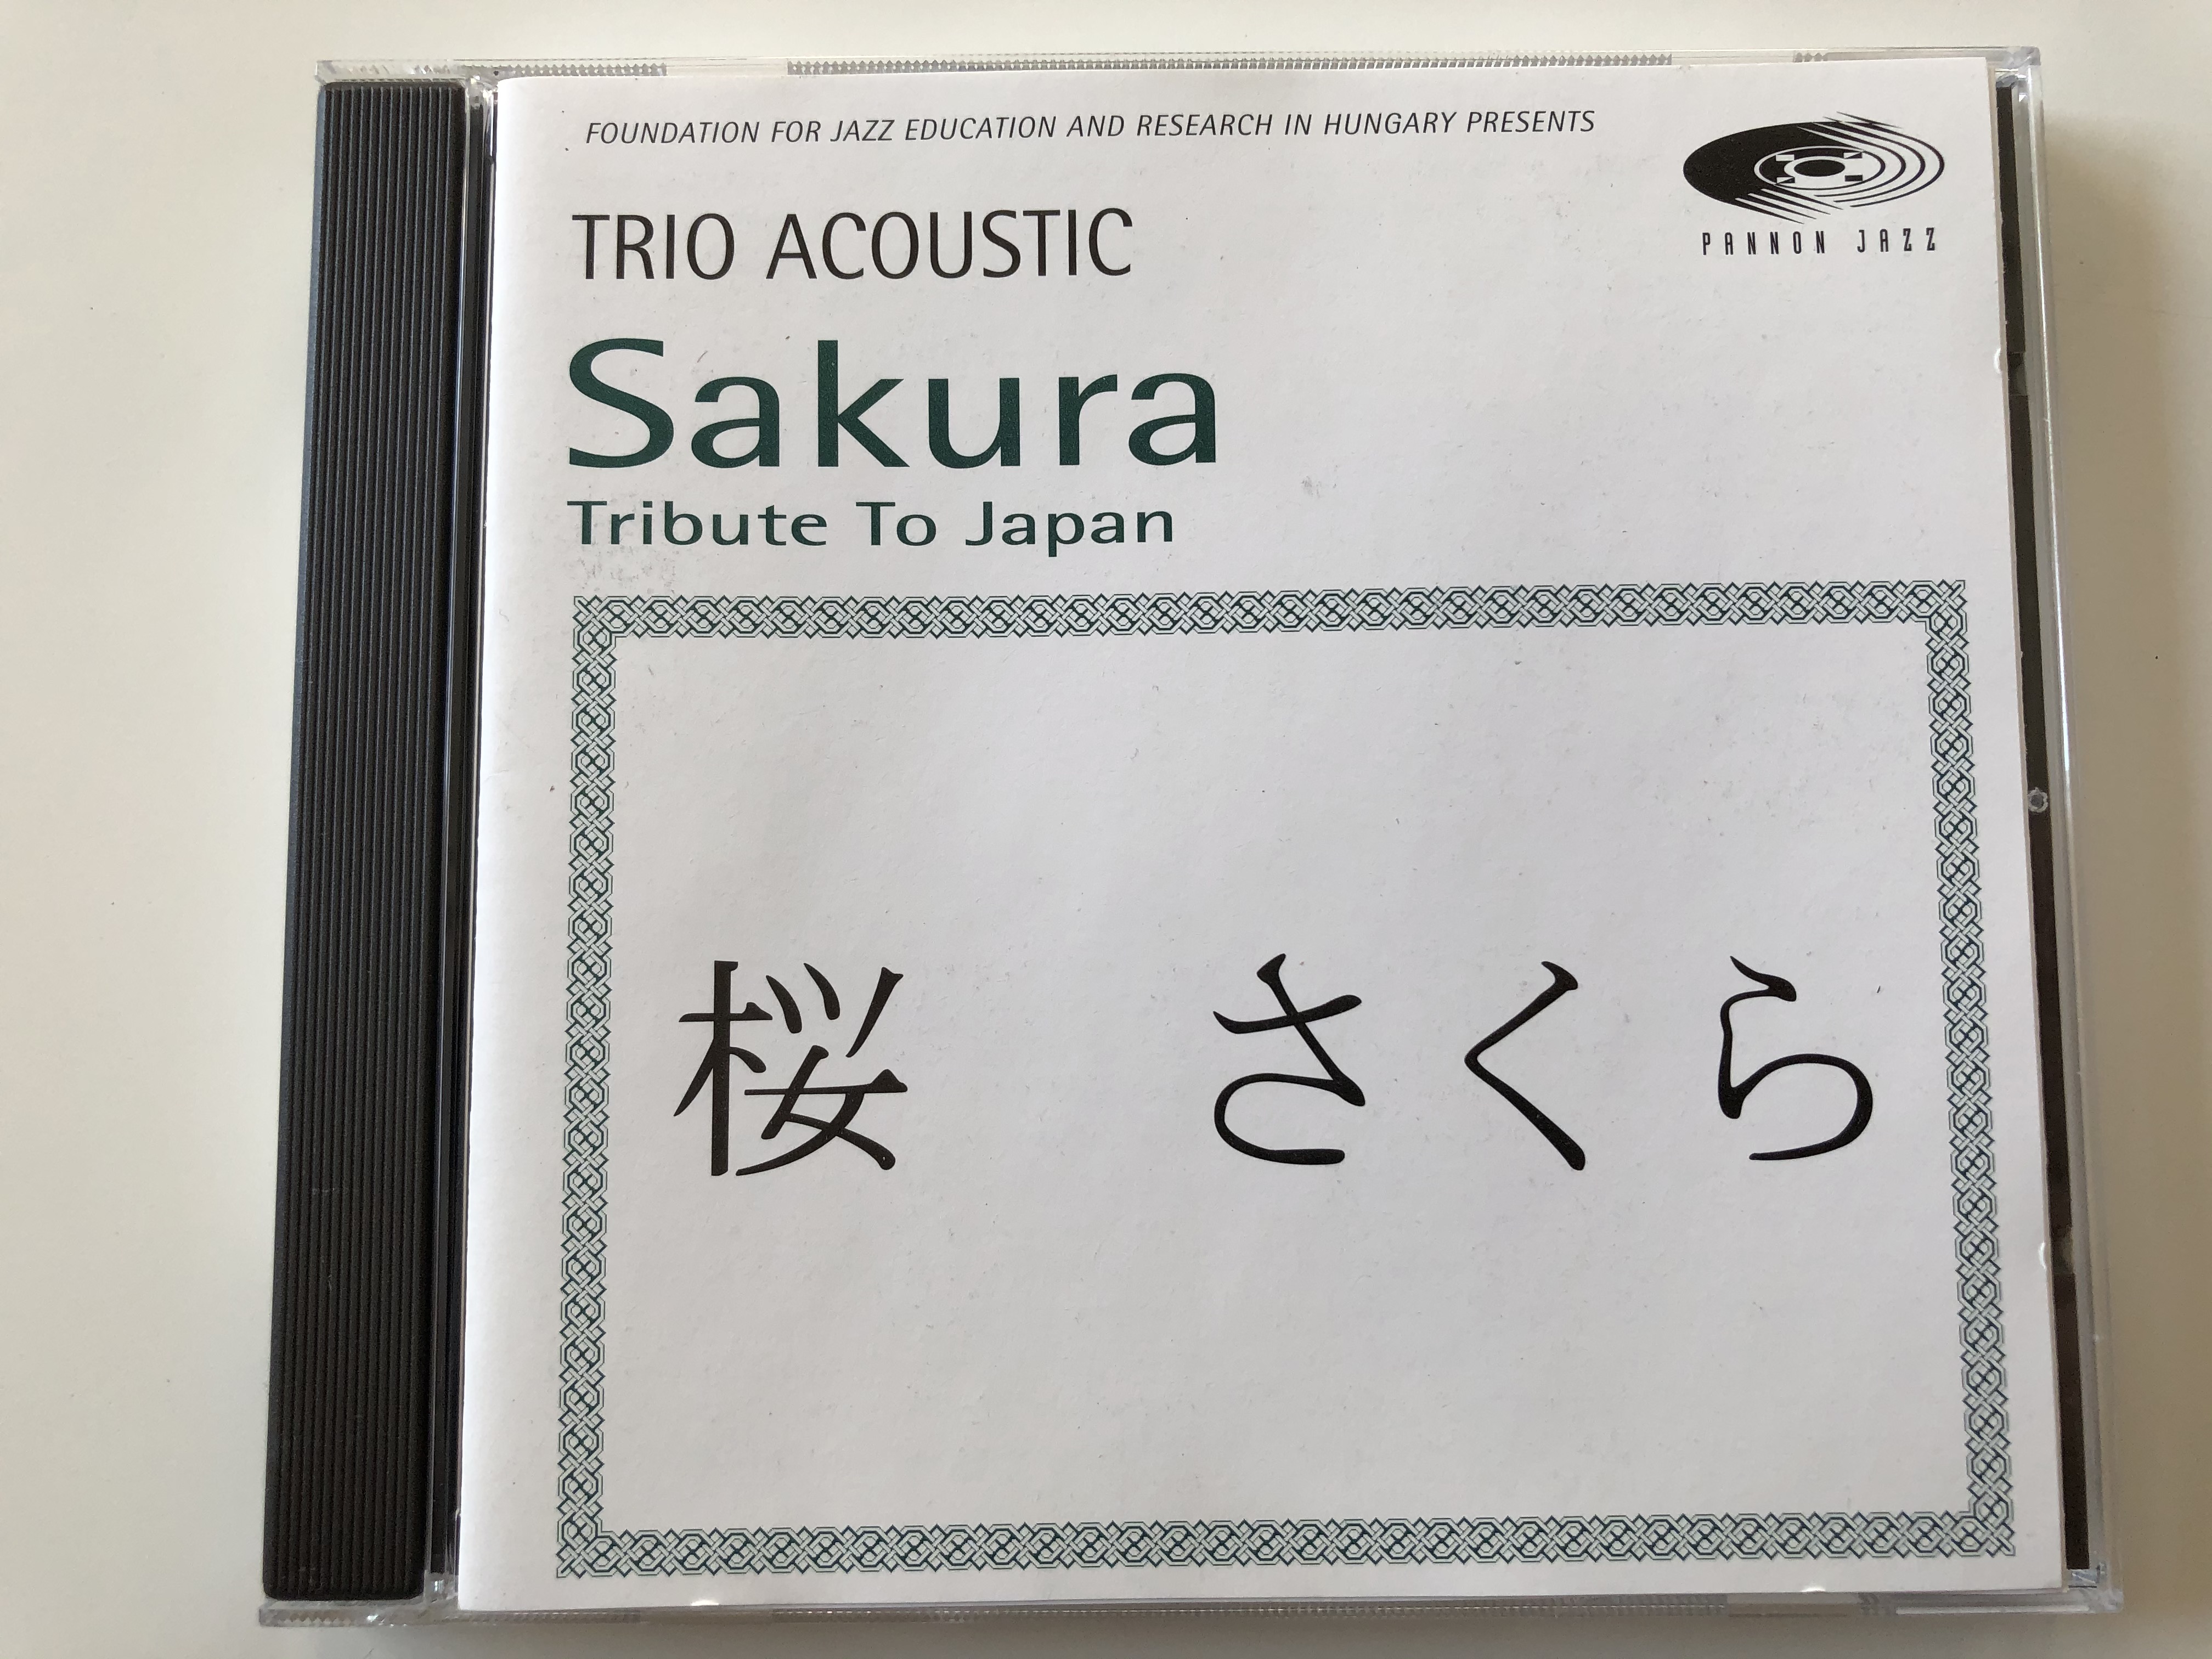 FOUNDATION FOR JAZZ EDUCATION AND RESEARCH IN HUNGARY PRESENTS
PANNON JAZZ
TRIO ACOUSTIC
Sakura
Tribute To Japan
桜 さくら